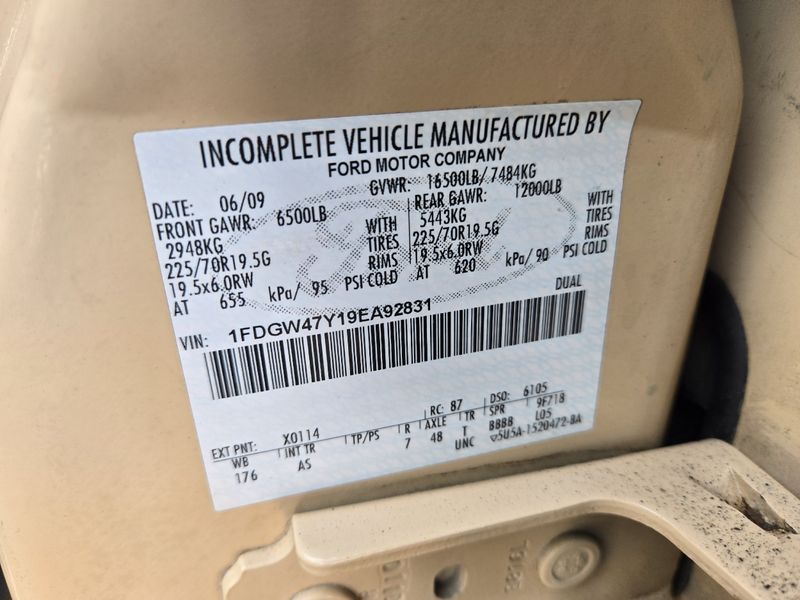 INCOMPLETE VEHICLE MANUFACTURED BY
FORD MOTOR COMPANY
DATE: 06/09 GVWR: 16500LB/ 7484KG
FRONT GAWR: 6500LB REAR GAWR: 12000LB
2948KG WITH 5443KG WITH
225/70R19.5G TIRES 225/70R19.5G TIRES
19.5x6.0RW RIMS 19.5x6.0RW RIMS
AT 655 kPa/ 95 PSI COLD AT 620 kPa/ 90 PSI COLD
VIN: 1FDGW47Y19EA92831 DUAL
EXT PNT: X0114 RC: 87 DSO: 6105
WB INT TR TP/PS R AXLE TR SPR 9F718
176 AS 7 48 T BBBB L05
UNC ▽5U5A-1520472-BA